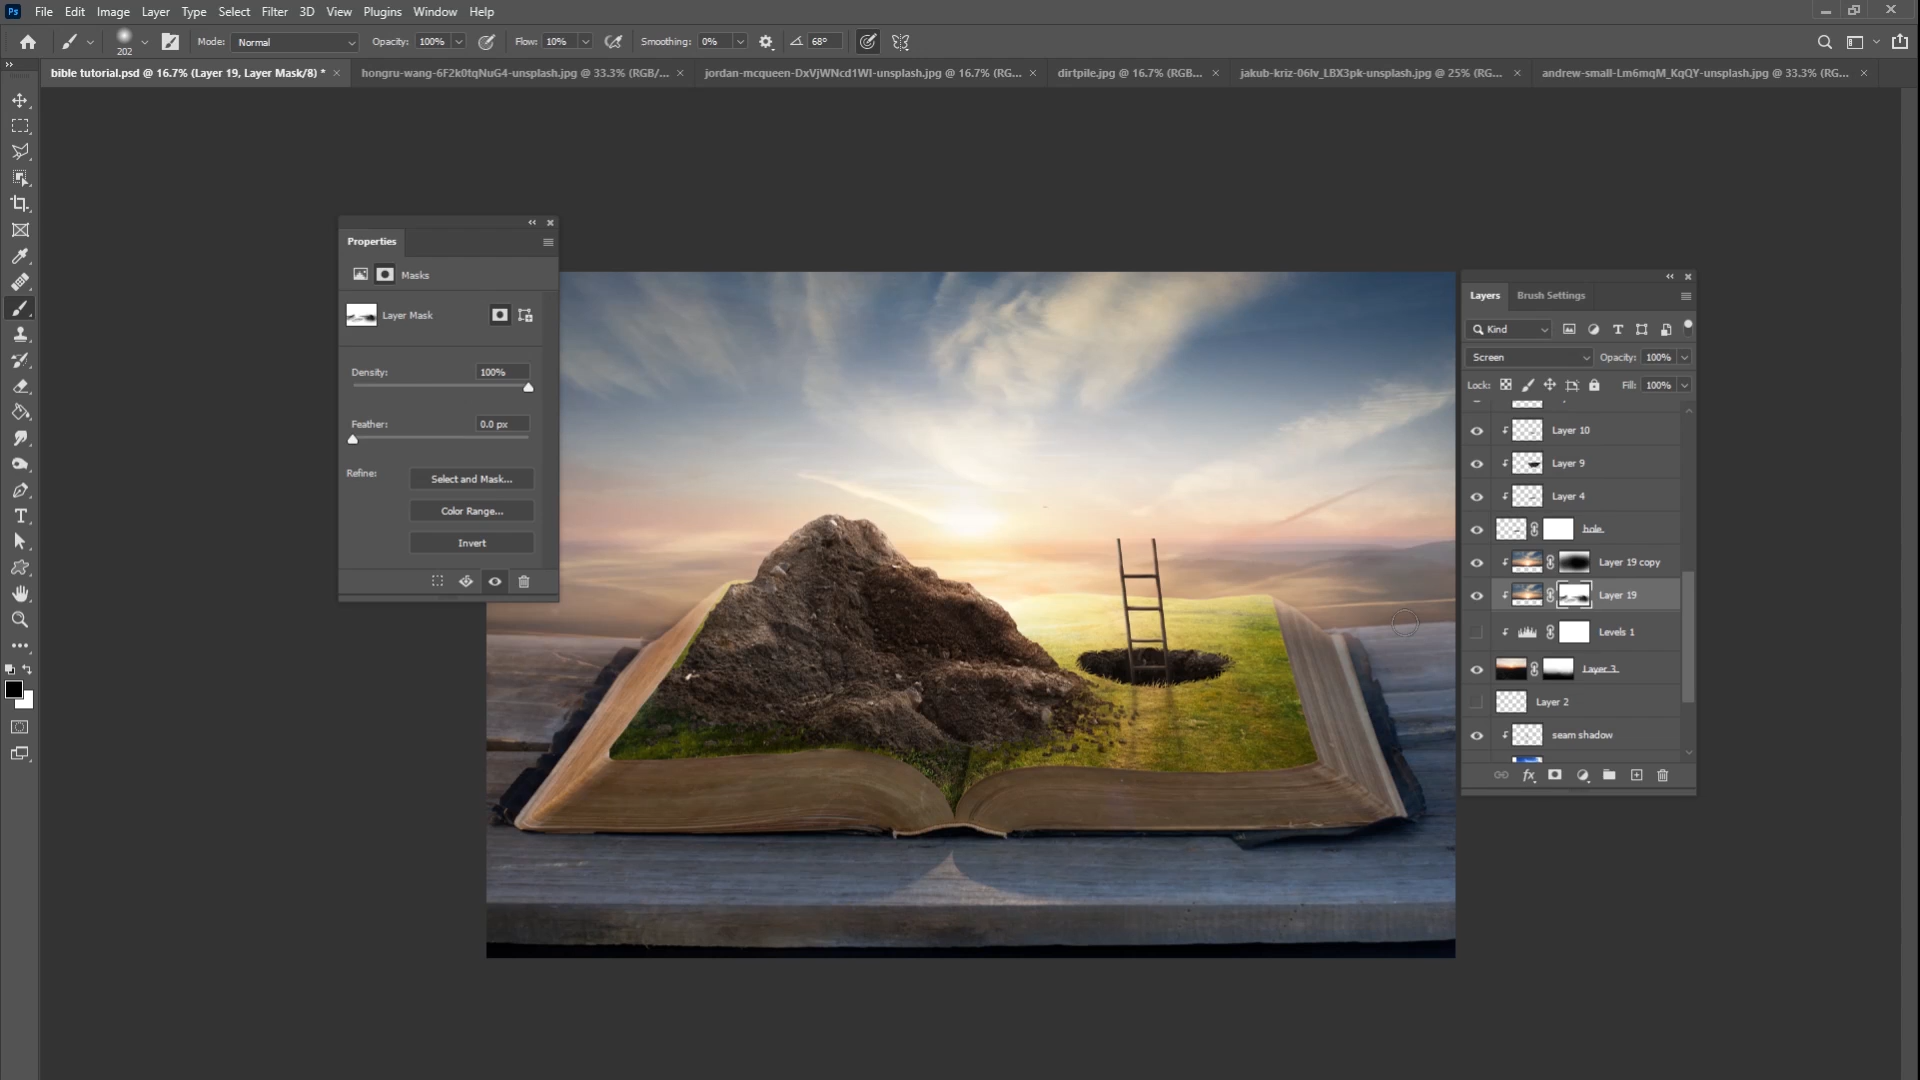 Ps File Edit Image Layer Type Select Filter 3D View Plugins Window Help
202 Mode: Normal Opacity: 100% Flow: 10% Smoothing: 0% 68°
bible tutorial.psd @ 16.7% (Layer 19, Layer Mask/8) * hongru-wang-6F2k0tqNuG4-unsplash.jpg @ 33.3% (RGB/... jordan-mcqueen-DxVjWNcd1WI-unsplash.jpg @ 16.7% (RG... dirtpile.jpg @ 16.7% (RGB... jakub-kriz-06lv_LBX3pk-unsplash.jpg @ 25% (RG... andrew-small-Lm6mqM_KqQY-unsplash.jpg @ 33.3% (RG...
Properties
Masks
Layer Mask
Density: 100%
Feather: 0.0 px
Refine: Select and Mask...
Color Range...
Invert
Layers Brush Settings
Kind
Screen Opacity: 100%
Lock: Fill: 100%
Layer 10
Layer 9
Layer 4
hole
Layer 19 copy
Layer 19
Levels 1
Layer 3
Layer 2
seam shadow
fx